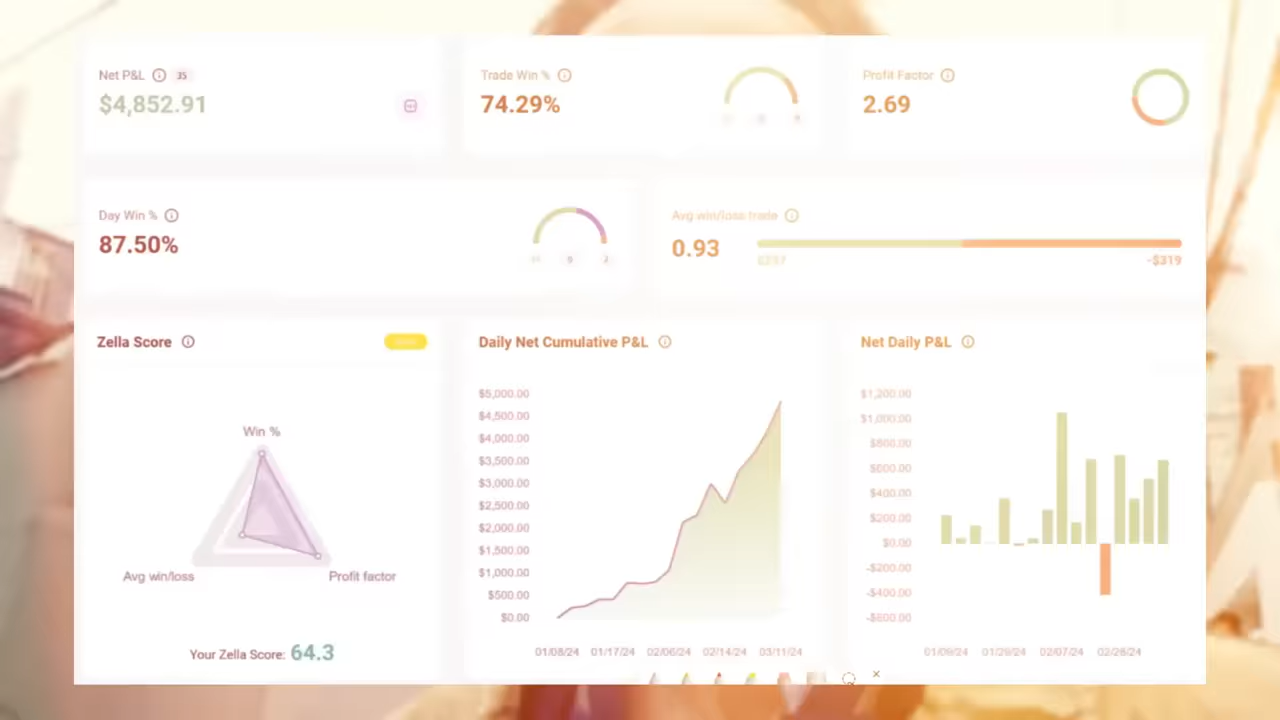 Net P&L 35
$4,852.91
Trade Win %
74.29%
Profit Factor
2.69
Day Win %
87.50%
0 2
Avg win/loss trade
0.93
-$319
Zella Score
Win %
Avg win/loss
Profit factor
Your Zella Score: 64.3
Daily Net Cumulative P&L
$5,000.00
$4,500.00
$4,000.00
$3,500.00
$3,000.00
$2,500.00
$2,000.00
$1,500.00
$1,000.00
$500.00
$0.00
01/08/24 01/17/24 02/06/24 02/14/24 03/11/24
Net Daily P&L
$1,200.00
$1,000.00
$800.00
$600.00
$400.00
$200.00
$0.00
-$200.00
-$400.00
-$600.00
01/09/24 01/29/24 02/07/24 02/28/24